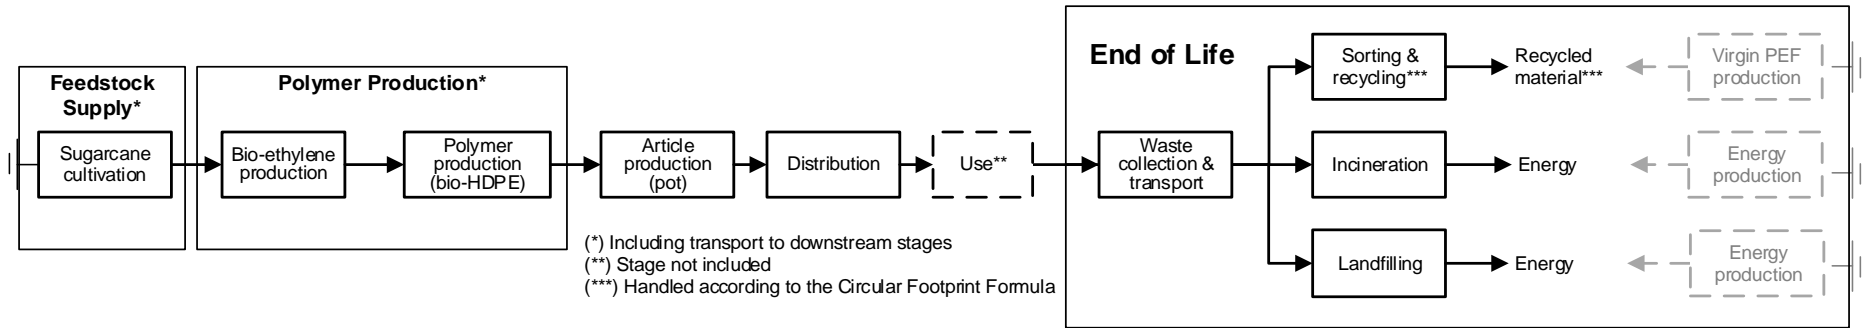 Feedstock
Supply*
Sugarcane
cultivation
Polymer Production*
Bio-ethylene
production
Polymer
production
(bio-HDPE)
Article
production
(pot)
Distribution
Use**
(*) Including transport to downstream stages
(**) Stage not included
(***) Handled according to the Circular Footprint Formula
End of Life
Waste
collection &
transport
Sorting &
recycling***
Recycled
material***
Virgin PEF
production
Incineration
Energy
Energy
production
Landfilling
Energy
Energy
production